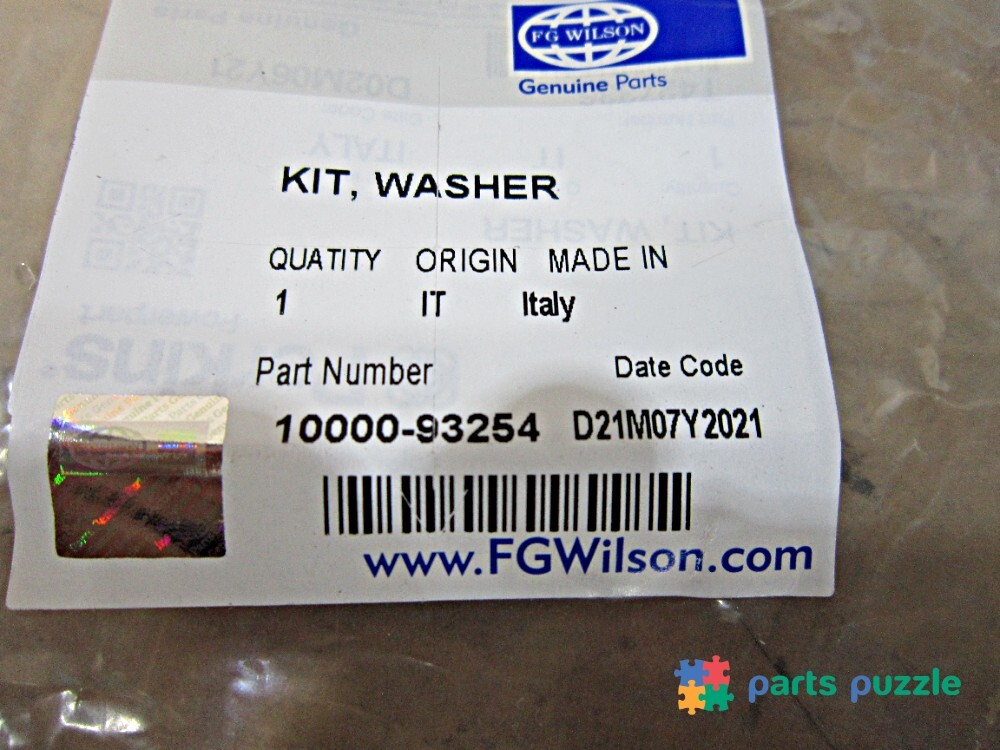 FG WILSON
Genuine Parts
KIT, WASHER
QUATITY ORIGIN MADE IN
1 IT Italy
Part Number Date Code
10000-93254 D21M07Y2021
www.FGWilson.com
parts puzzle